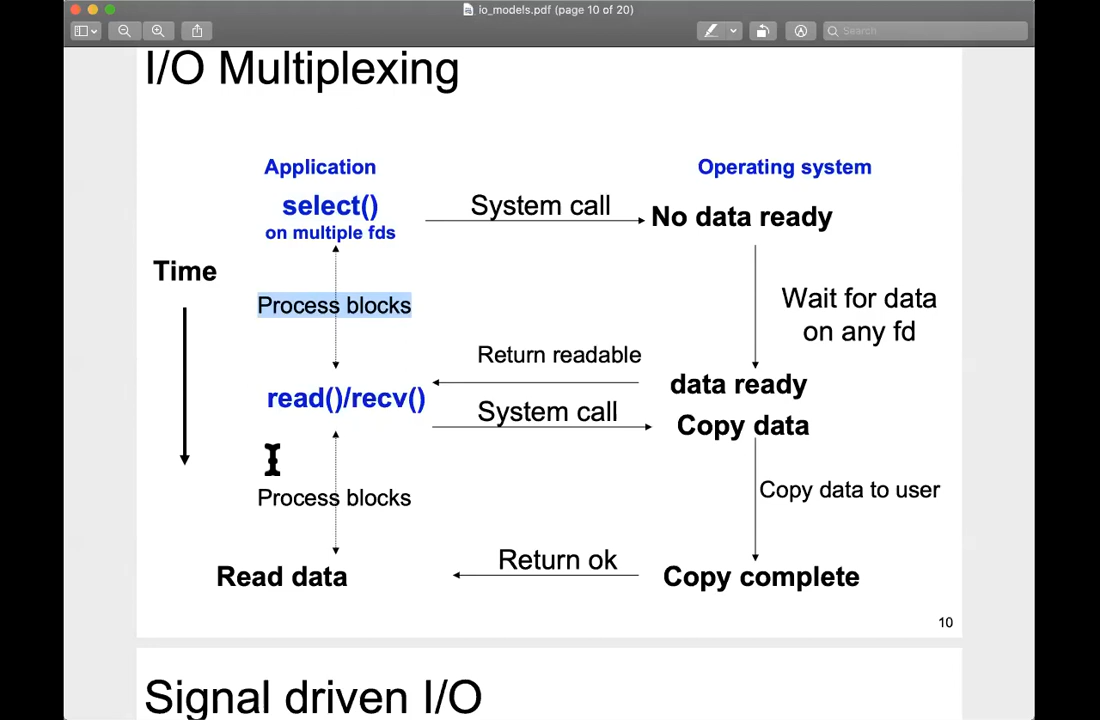 io_models.pdf (page 10 of 20)
Search
I/O Multiplexing
Application
Operating system
select()
on multiple fds
System call
No data ready
Time
Process blocks
Wait for data
on any fd
Return readable
data ready
read()/recv()
System call
Copy data
Process blocks
Copy data to user
Return ok
Read data
Copy complete
10
Signal driven I/O